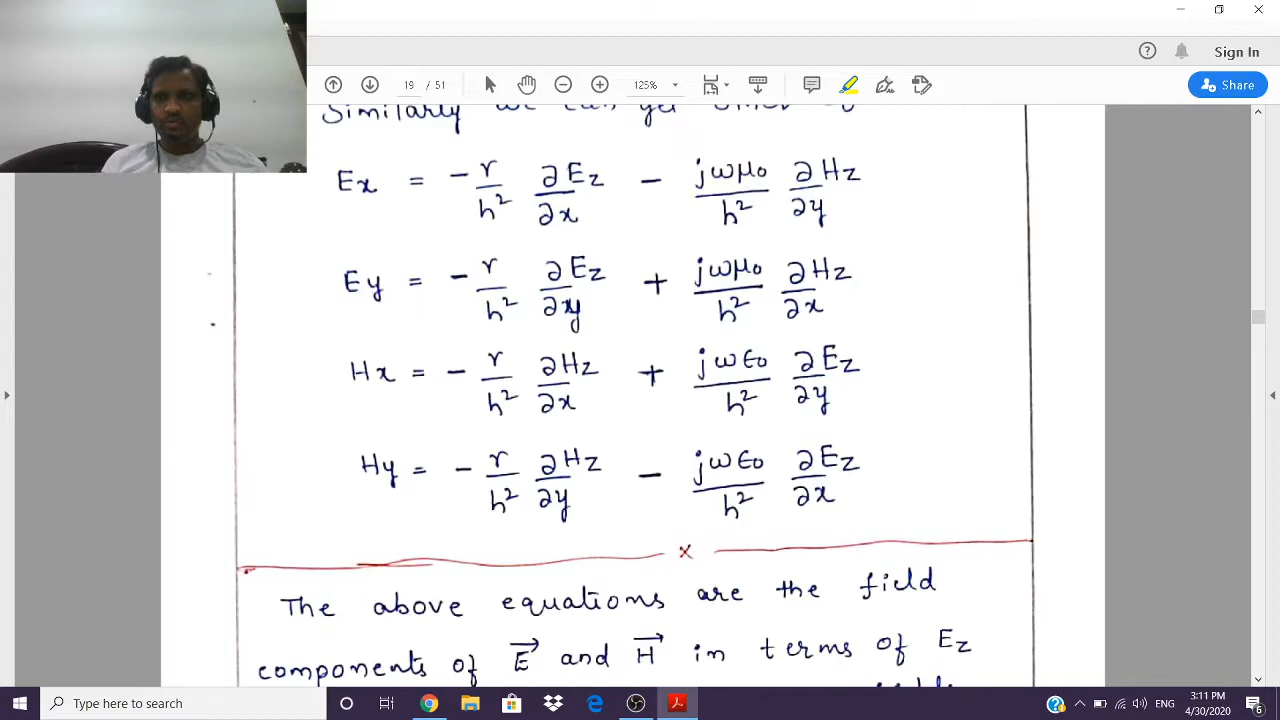 Sign In
19 / 51
125%
Share
Similarly we can get other
Ex = - r/h² ∂Ez/∂x - jωμ₀/h² ∂Hz/∂y
Ey = - r/h² ∂Ez/∂y + jωμ₀/h² ∂Hz/∂x
Hx = - r/h² ∂Hz/∂x + jωϵ₀/h² ∂Ez/∂y
Hy = - r/h² ∂Hz/∂y - jωϵ₀/h² ∂Ez/∂x
x
The above equations are the field
components of E⃗ and H⃗ in terms of Ez
Type here to search
3:11 PM
4/30/2020